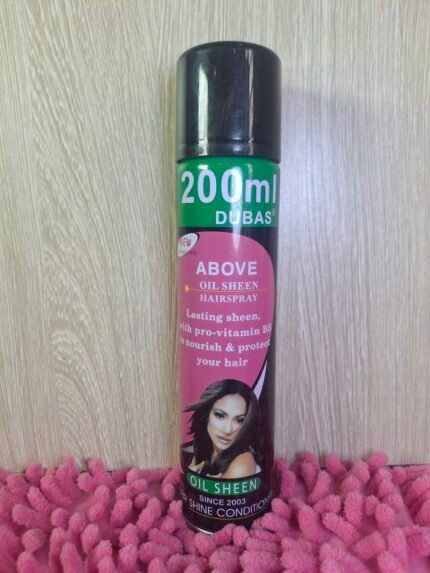 200ml
DUBAS®
NEW
ABOVE
OIL SHEEN
HAIRSPRAY
Lasting sheen,
with pro-vitamin B5
to nourish & protect
your hair
OIL SHEEN
SINCE 2003
SHINE CONDITION